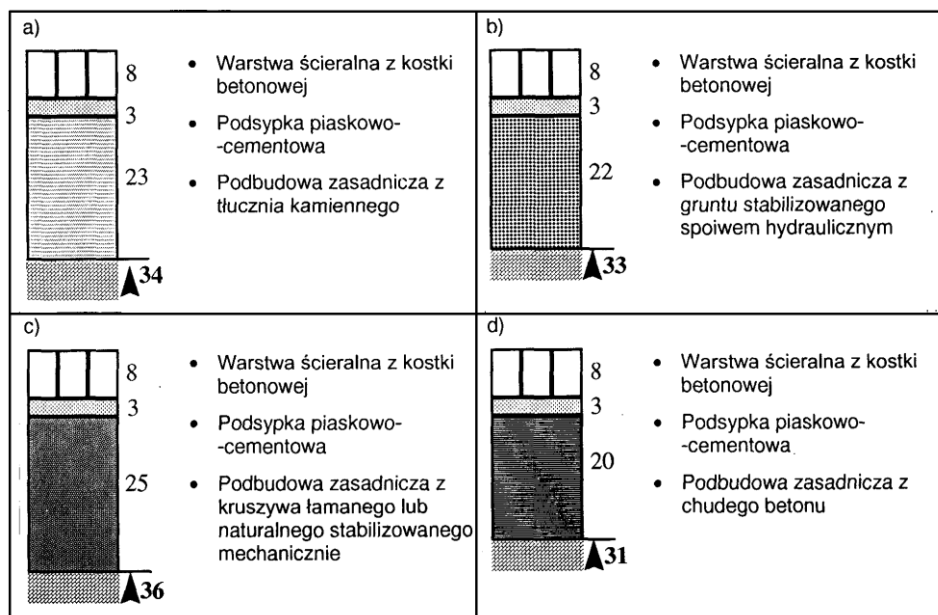 a)
8
3
23
34
• Warstwa ścieralna z kostki
betonowej
• Podsypka piaskowo-
-cementowa
• Podbudowa zasadnicza z
tłucznia kamiennego
b)
8
3
22
33
• Warstwa ścieralna z kostki
betonowej
• Podsypka piaskowo-
-cementowa
• Podbudowa zasadnicza z
gruntu stabilizowanego
spoiwem hydraulicznym
c)
8
3
25
36
• Warstwa ścieralna z kostki
betonowej
• Podsypka piaskowo-
-cementowa
• Podbudowa zasadnicza z
kruszywa łamanego lub
naturalnego stabilizowanego
mechanicznie
d)
8
3
20
31
• Warstwa ścieralna z kostki
betonowej
• Podsypka piaskowo-
-cementowa
• Podbudowa zasadnicza z
chudego betonu